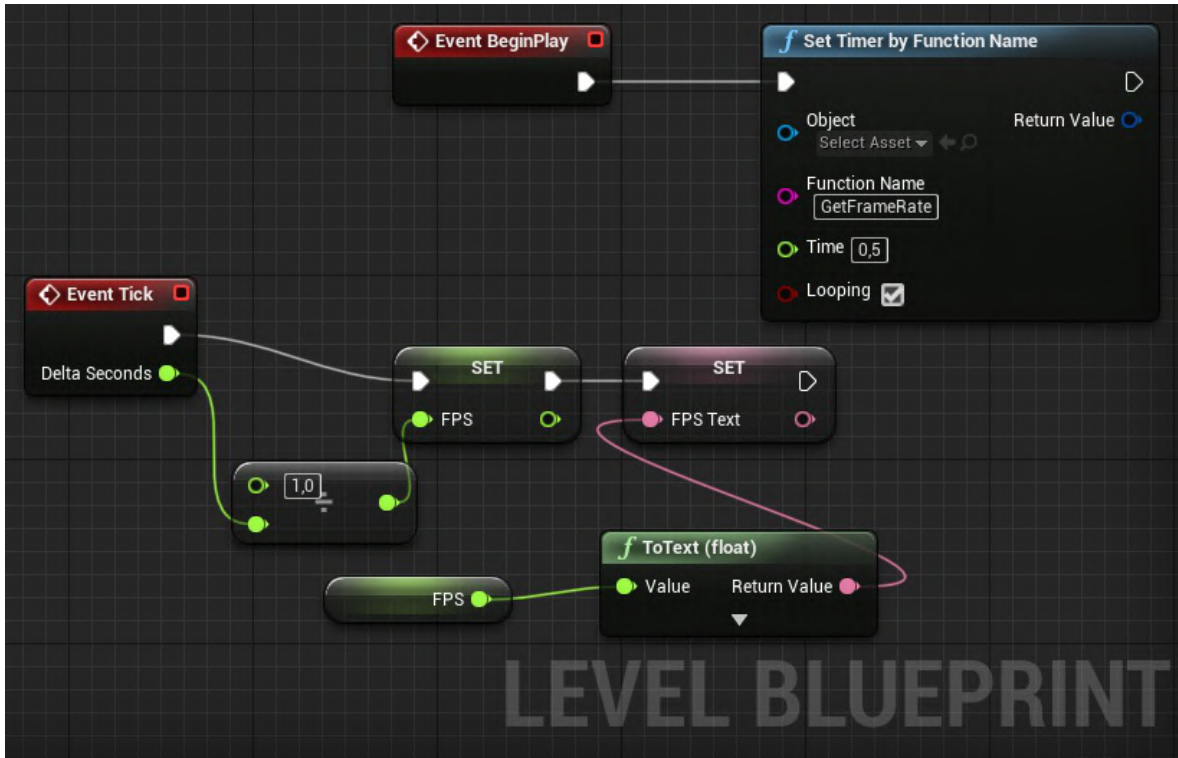 Event BeginPlay
f Set Timer by Function Name
Object
Return Value
Select Asset
Function Name
GetFrameRate
Time 0,5
Looping
Event Tick
Delta Seconds
SET
FPS
SET
FPS Text
1,0
÷
f ToText (float)
Value
Return Value
FPS
LEVEL BLUEPRINT